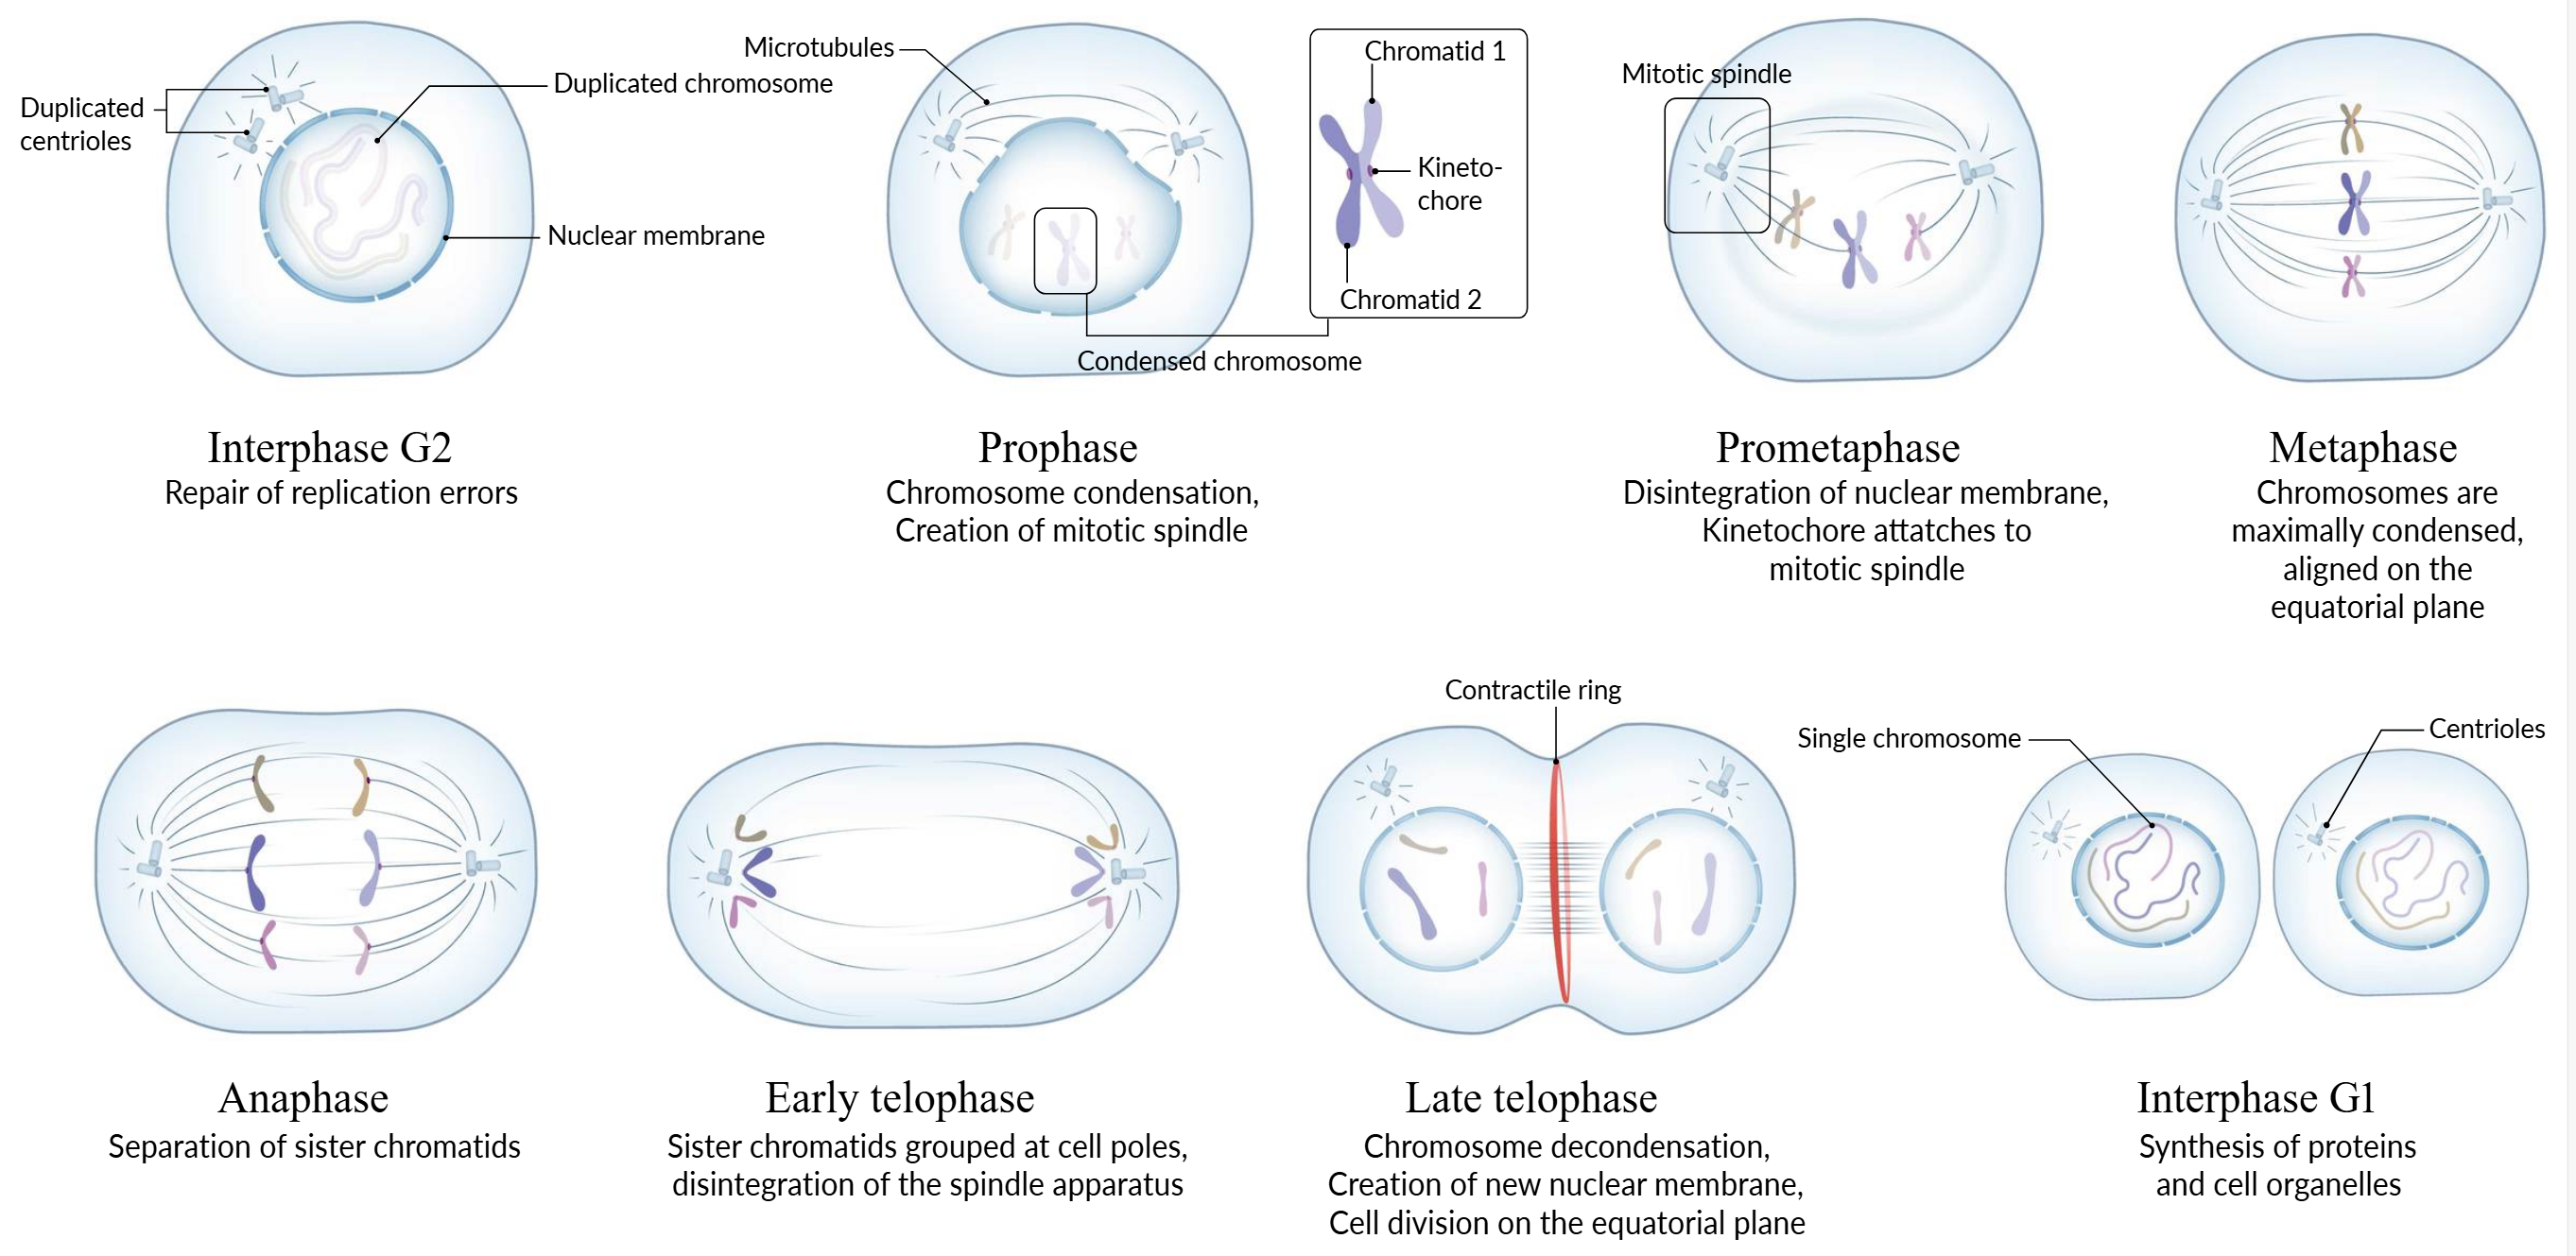 Duplicated
centrioles
Duplicated chromosome
Nuclear membrane
Interphase G2
Repair of replication errors
Microtubules
Chromatid 1
Kineto-
chore
Chromatid 2
Condensed chromosome
Prophase
Chromosome condensation,
Creation of mitotic spindle
Mitotic spindle
Prometaphase
Disintegration of nuclear membrane,
Kinetochore attatches to
mitotic spindle
Metaphase
Chromosomes are
maximally condensed,
aligned on the
equatorial plane
Anaphase
Separation of sister chromatids
Early telophase
Sister chromatids grouped at cell poles,
disintegration of the spindle apparatus
Contractile ring
Late telophase
Chromosome decondensation,
Creation of new nuclear membrane,
Cell division on the equatorial plane
Single chromosome
Centrioles
Interphase G1
Synthesis of proteins
and cell organelles